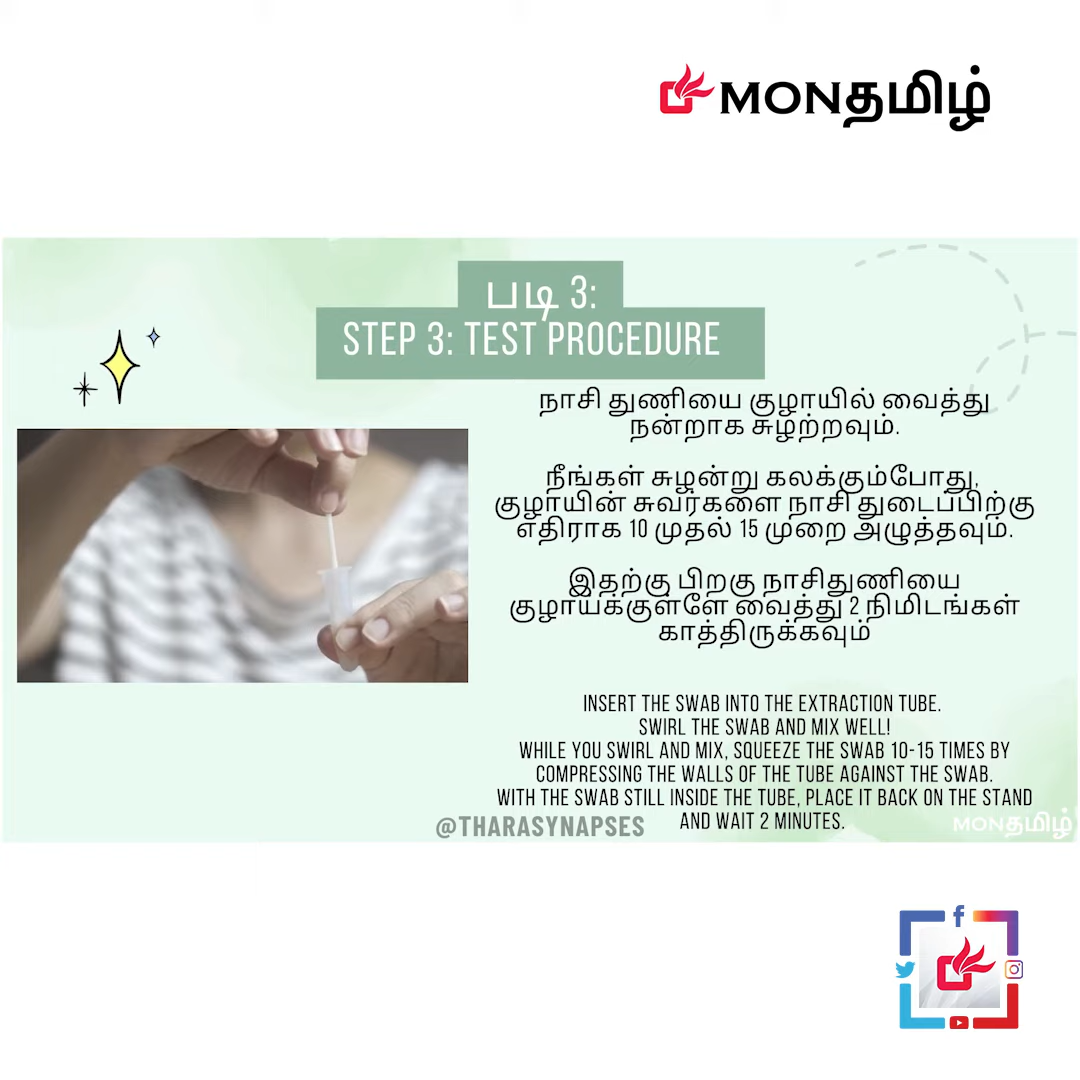 MONதமிழ்
படி 3:
STEP 3: TEST PROCEDURE
நாசி துணியை குழாயில் வைத்து
நன்றாக சுழற்றவும்.
நீங்கள் சுழன்று கலக்கும்போது,
குழாயின் சுவர்களை நாசி துடைப்பிற்கு
எதிராக 10 முதல் 15 முறை அழுத்தவும்.
இதற்கு பிறகு நாசிதுணியை
குழாய்க்குள்ளே வைத்து 2 நிமிடங்கள்
காத்திருக்கவும்
INSERT THE SWAB INTO THE EXTRACTION TUBE.
SWIRL THE SWAB AND MIX WELL!
WHILE YOU SWIRL AND MIX, SQUEEZE THE SWAB 10-15 TIMES BY
COMPRESSING THE WALLS OF THE TUBE AGAINST THE SWAB.
WITH THE SWAB STILL INSIDE THE TUBE, PLACE IT BACK ON THE STAND
AND WAIT 2 MINUTES.
@THARASYNAPSES
MONதமிழ்